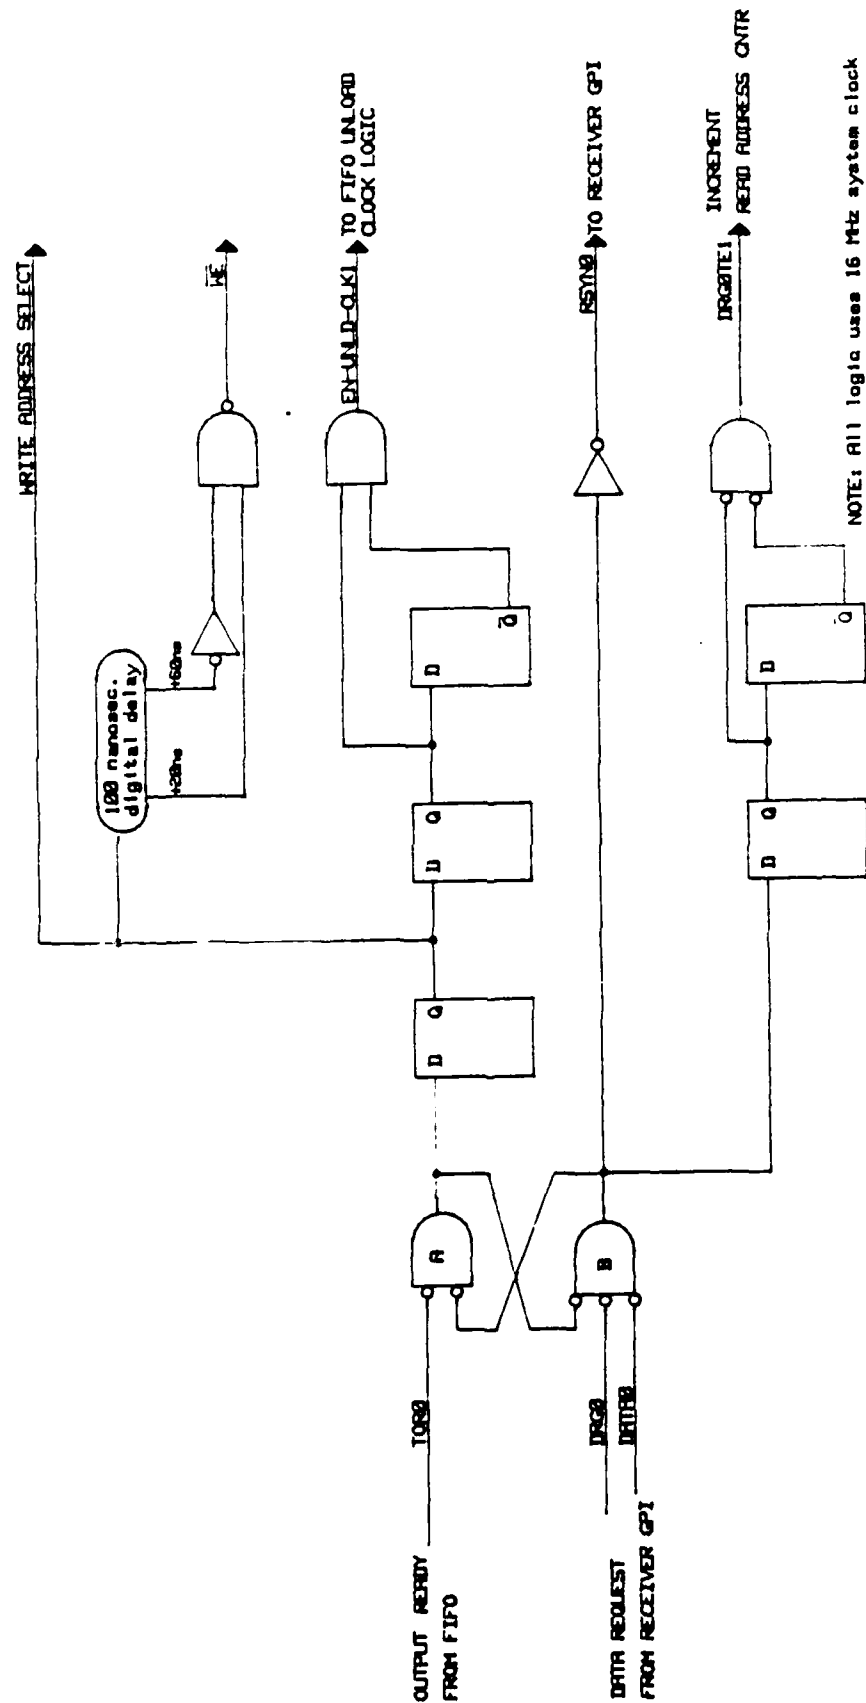 WRITE ADDRESS SELECT
100 nanosec.
digital delay
+20ns
+60ns
WE
EN-UNLD-CLK1
TO FIFO UNLOAD
CLOCK LOGIC
OUTPUT READY
FROM FIFO
TOR0
A
D
Q
D
Q
D
Q
DATA REQUEST
FROM RECEIVER GPI
DRG0
DATA0
B
RSYN0
TO RECEIVER GPI
D
Q
D
Q
DRG0TE1
INCREMENT
READ ADDRESS CNTR
NOTE: All logic uses 16 MHz system clock